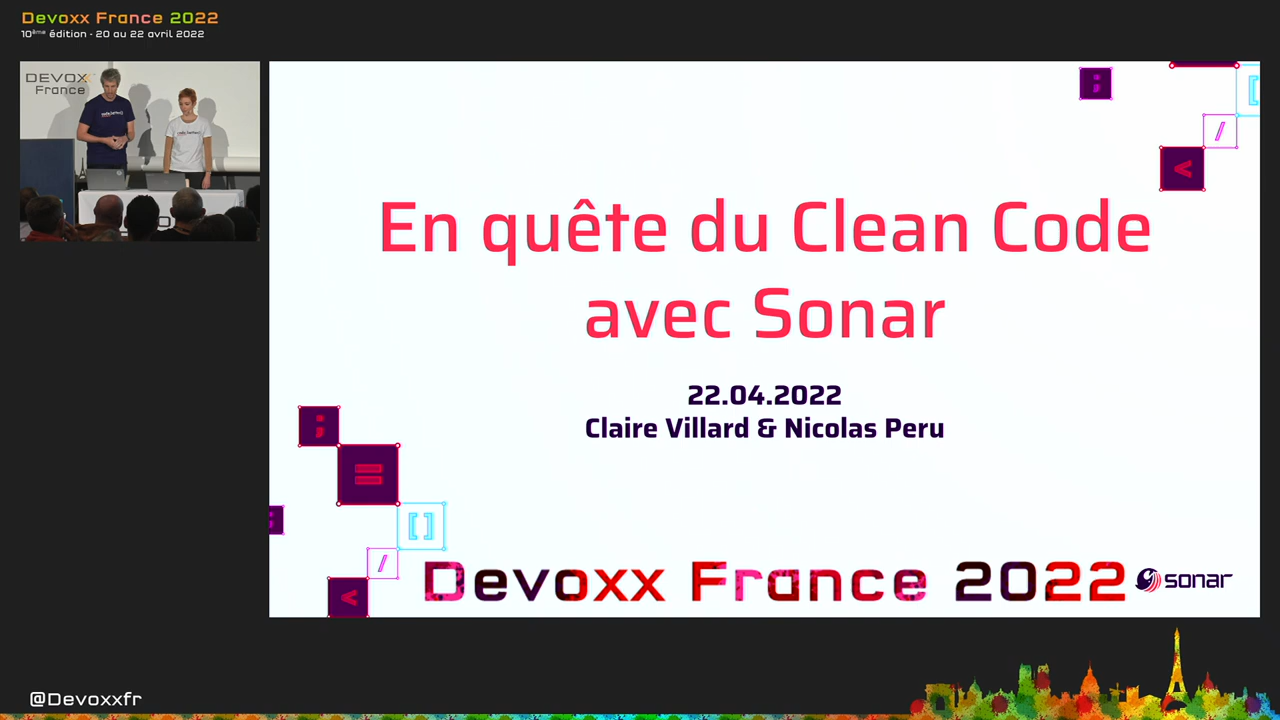 Devoxx France 2022
10ème édition - 20 au 22 avril 2022
DEVOXX
France
En quête du Clean Code
avec Sonar
22.04.2022
Claire Villard & Nicolas Peru
;
/
<
;
=
[]
/
<
Devoxx France 2022
sonar
@Devoxxfr